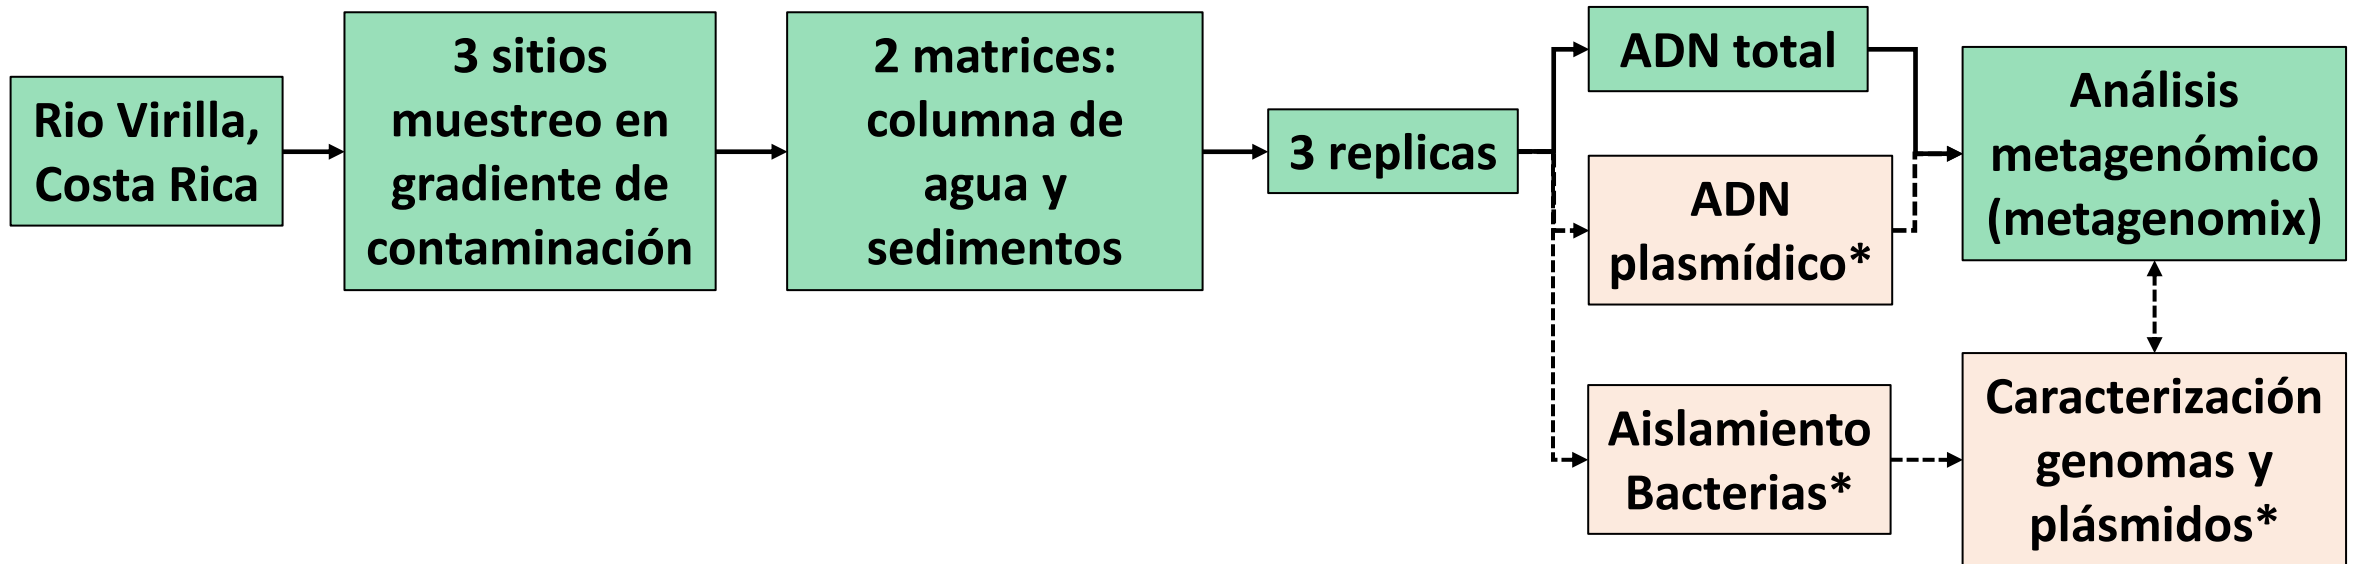 Rio Virilla,
Costa Rica
3 sitios
muestreo en
gradiente de
contaminación
2 matrices:
columna de
agua y
sedimentos
3 replicas
ADN total
ADN
plasmídico*
Aislamiento
Bacterias*
Análisis
metagenómico
(metagenomix)
Caracterización
genomas y
plásmidos*